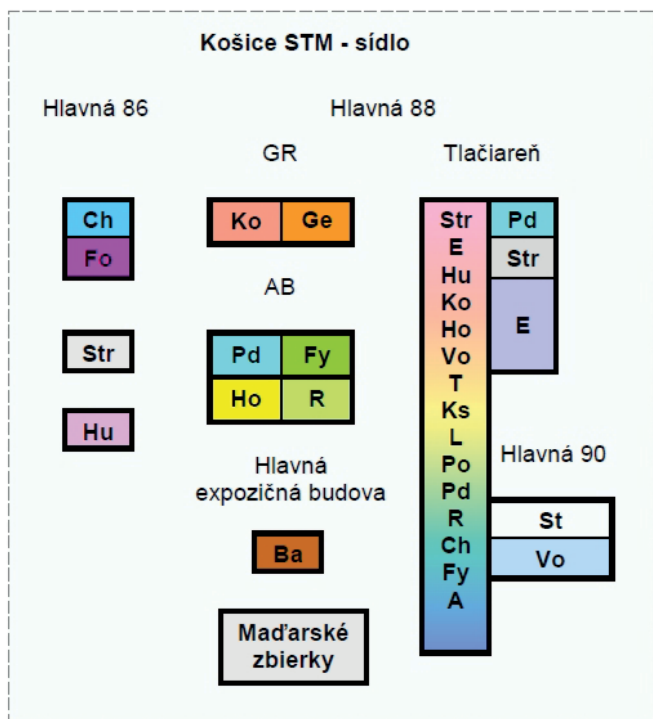 Košice STM - sídlo
Hlavná 86
Hlavná 88
GR
Tlačiareň
Ch
Fo
Str
Hu
Ko
Ge
AB
Pd
Fy
Ho
R
Hlavná
expozičná budova
Ba
Maďarské
zbierky
Str
E
Hu
Ko
Ho
Vo
T
Ks
L
Po
Pd
R
Ch
Fy
A
Pd
Str
E
Hlavná 90
St
Vo